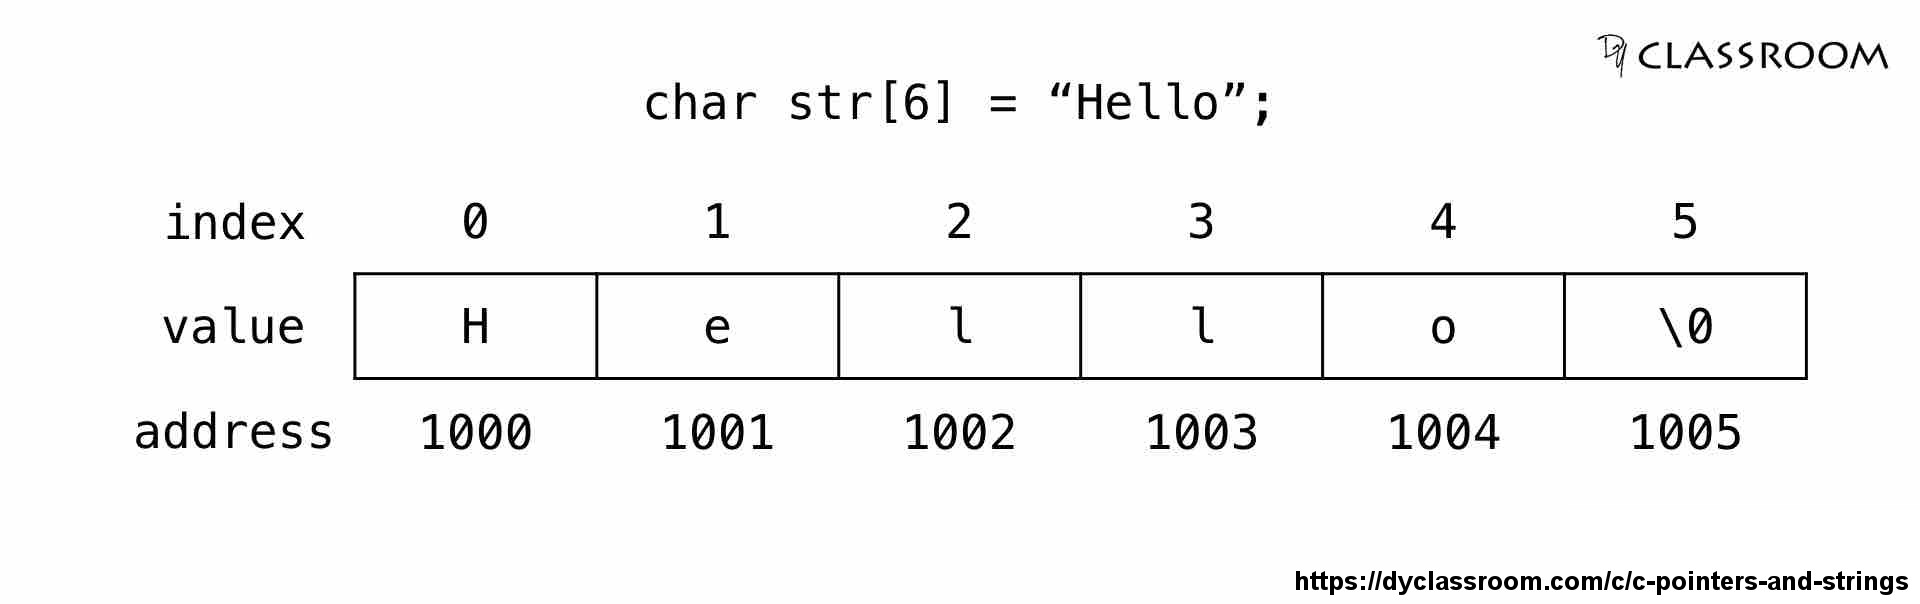 DY CLASSROOM
char str[6] = “Hello”;
index 0 1 2 3 4 5
value H e l l o \0
address 1000 1001 1002 1003 1004 1005
https://dyclassroom.com/c/c-pointers-and-strings